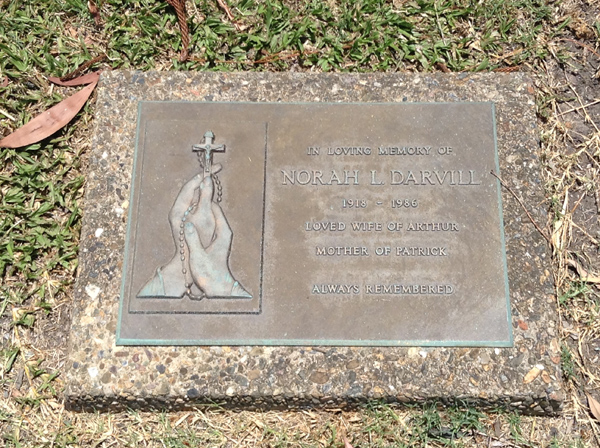 IN LOVING MEMORY OF
NORAH L. DARVILL
1918 ~ 1986
LOVED WIFE OF ARTHUR
MOTHER OF PATRICK
ALWAYS REMEMBERED